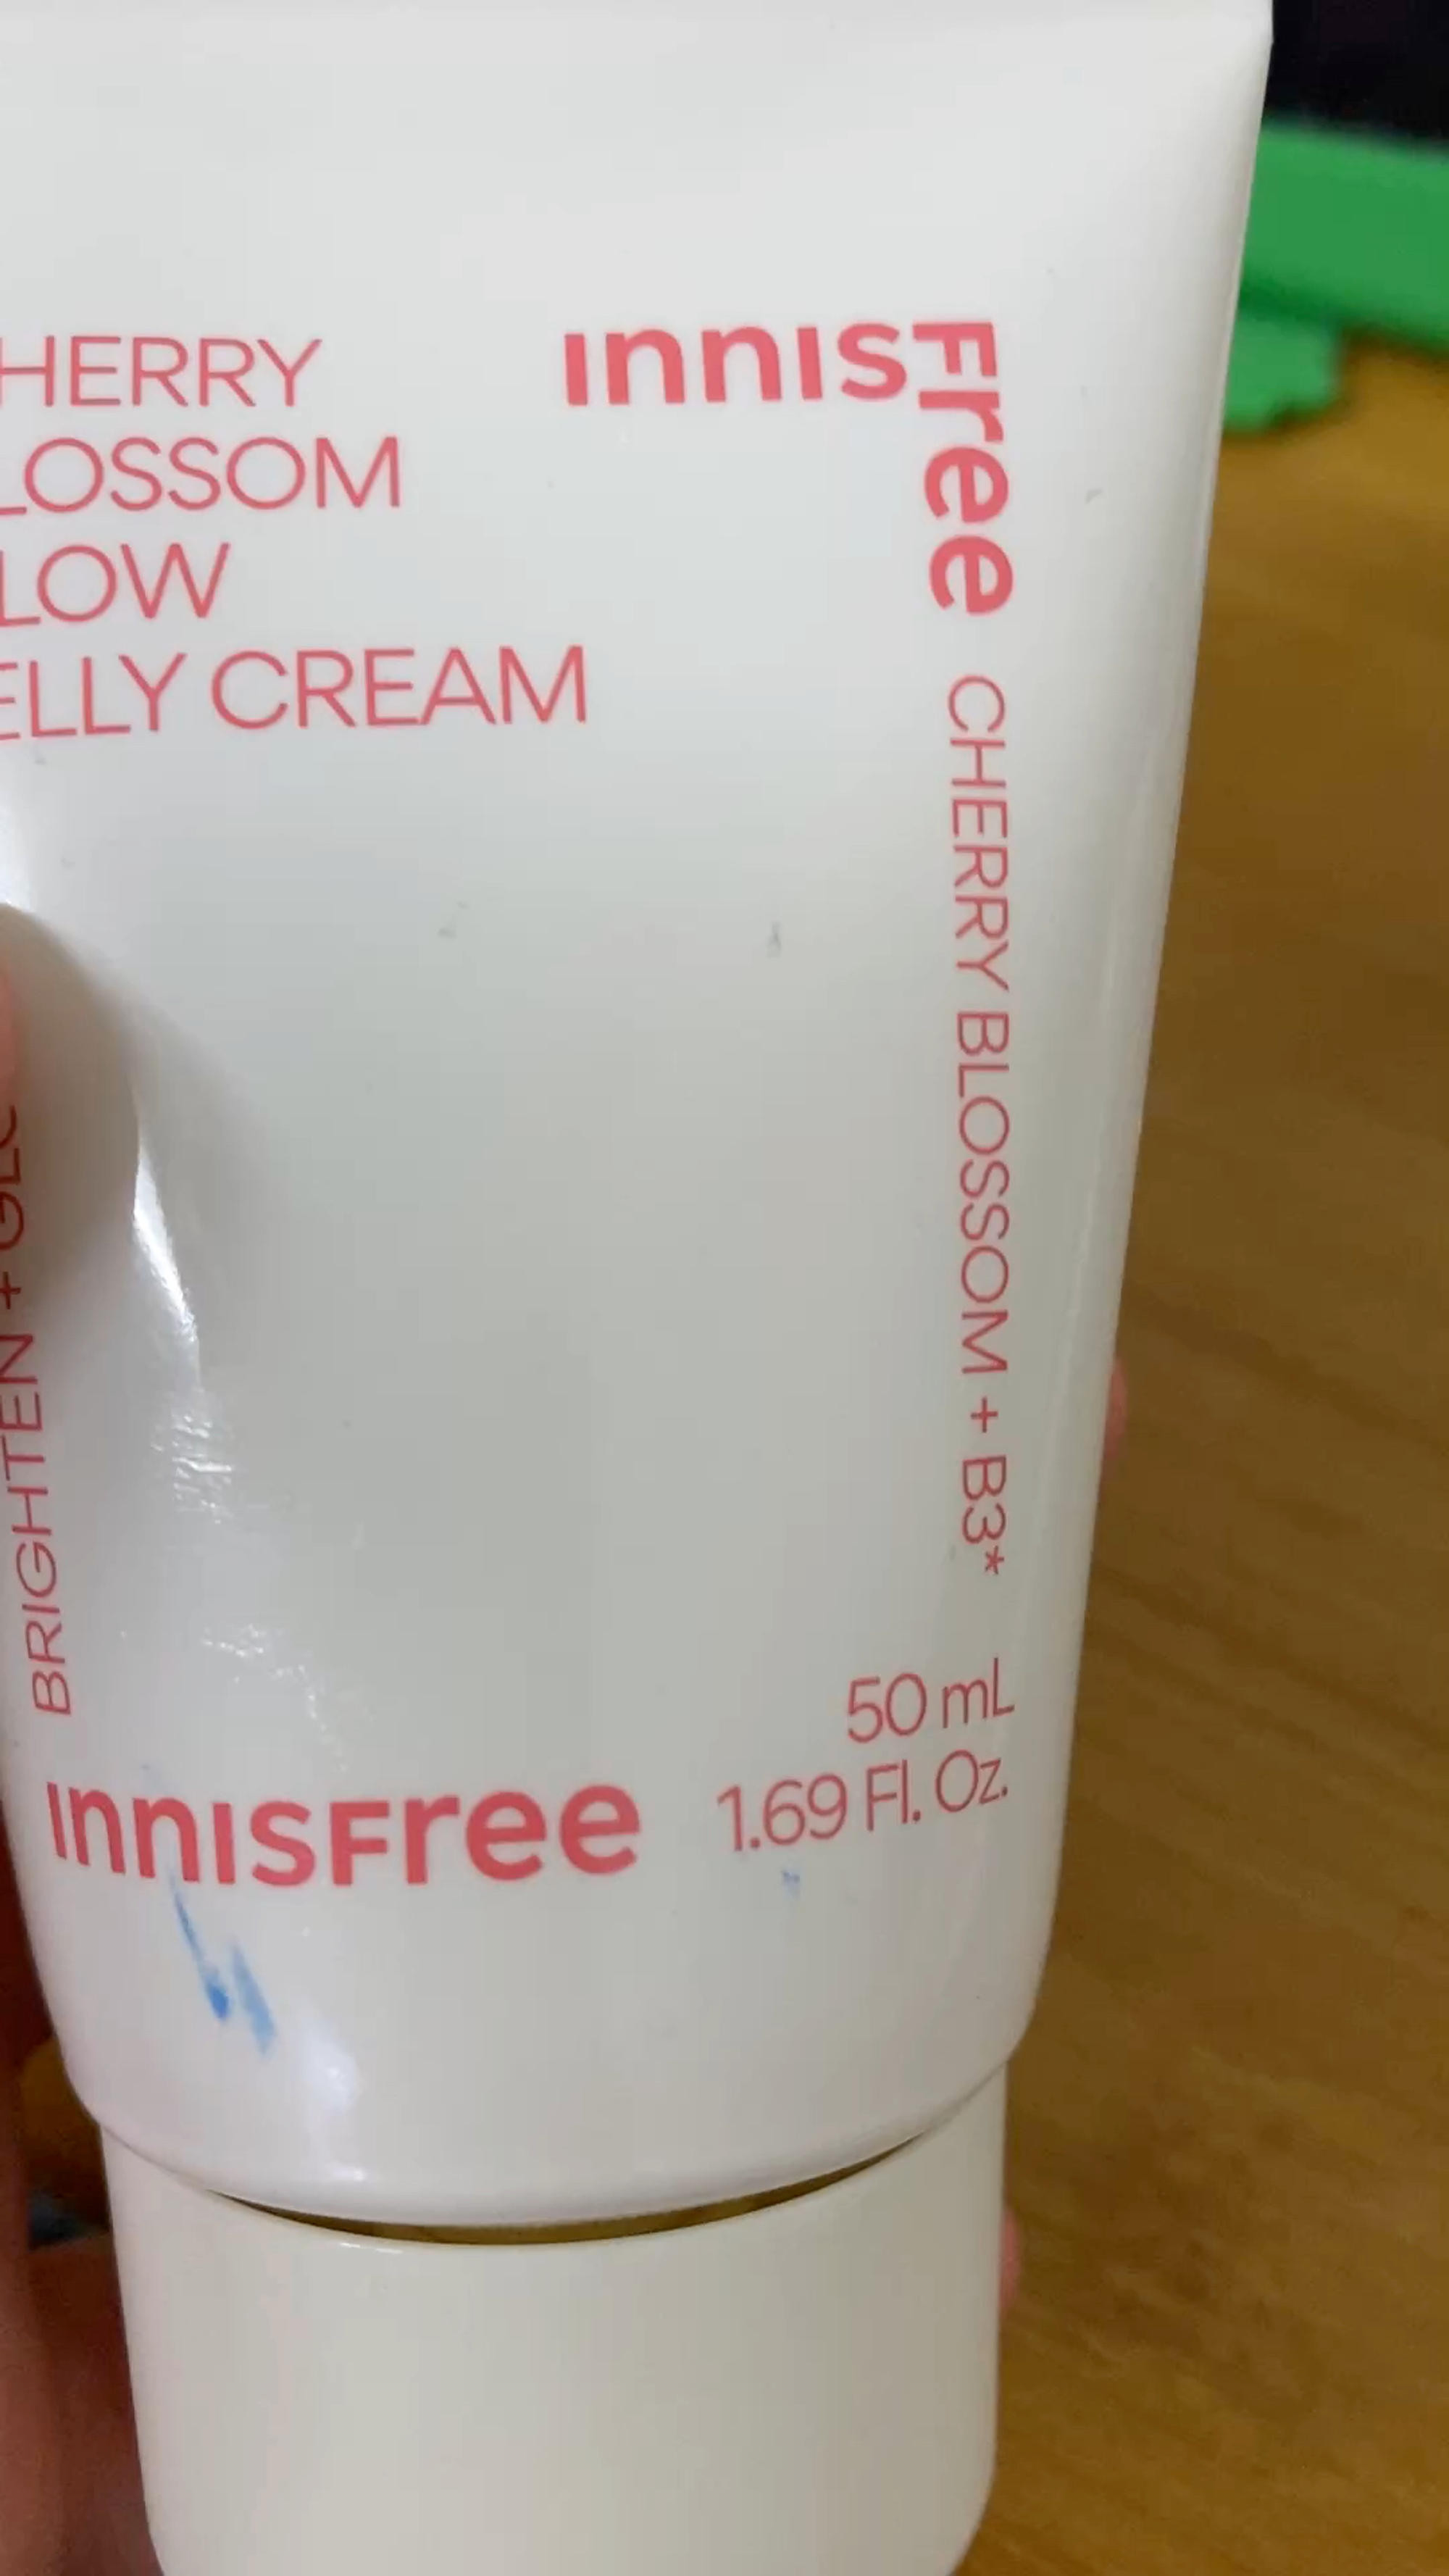 HERRY
LOSSOM
LOW
ELLY CREAM
INNISFree
CHERRY BLOSSOM + B3*
BRIGHTEN +
50 mL
1.69 Fl. Oz.
INNISFree